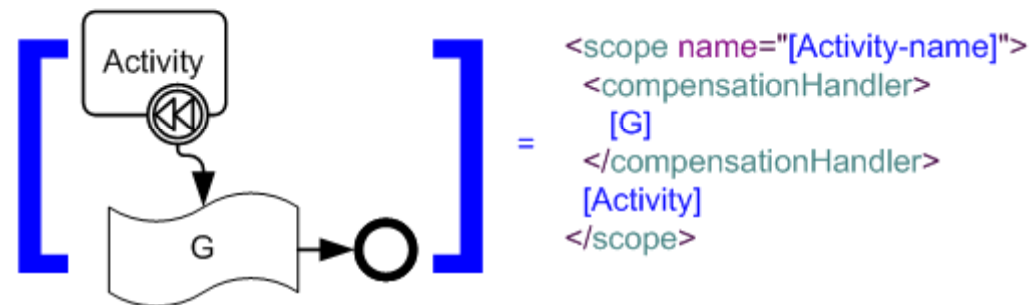 Activity
G
=
<scope name="[Activity-name]">
<compensationHandler>
[G]
</compensationHandler>
[Activity]
</scope>